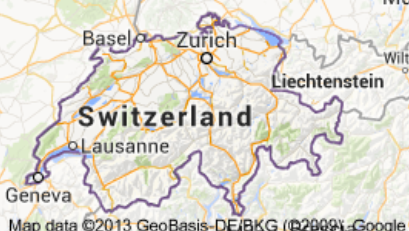 Basel
Zurich
Liechtenstein
Switzerland
Lausanne
Geneva
Map data ©2013 GeoBasis-DE/BKG (©2009), Google